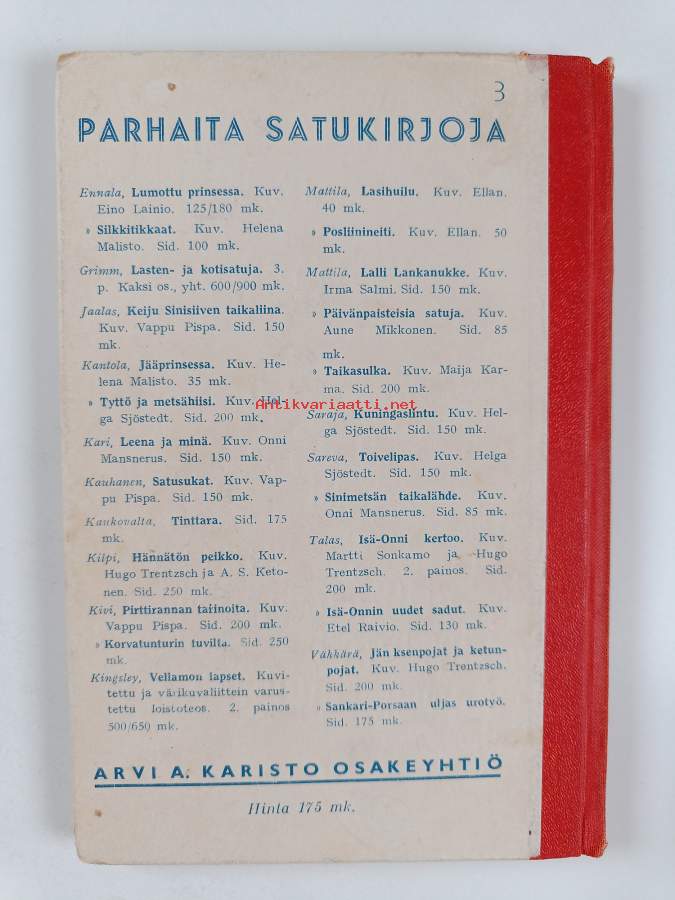 3
PARHAITA SATUKIRJOJA
Ennala, Lumottu prinsessa. Kuv.
Eino Lainio. 125/180 mk.
» Silkkitikkaat. Kuv. Helena
Malisto. Sid. 100 mk.
Grimm, Lasten- ja kotisatuja. 3.
p. Kaksi os., yht. 600/900 mk.
Jaalas, Keiju Sinisiiven taikaliina.
Kuv. Vappu Pispa. Sid. 150
mk.
Kantola, Jääprinsessa. Kuv. He-
lena Malisto. 35 mk.
» Tyttö ja metsähiisi. Kuv. Hel-
ga Sjöstedt. Sid. 200 mk.
Kari, Leena ja minä. Kuv. Onni
Mansnerus. Sid. 150 mk.
Kauhanen, Satusukat. Kuv. Vap-
pu Pispa. Sid. 150 mk.
Kaukovalta, Tinttara. Sid. 175
mk.
Kilpi, Hännätön peikko. Kuv.
Hugo Trentzsch ja A. S. Keto-
nen. Sid. 250 mk.
Kivi, Pirttirannan tarinoita. Kuv.
Vappu Pispa. Sid. 200 mk.
» Korvatunturin tuvilta. Sid. 250
mk.
Kingsley, Vellamon lapset. Kuvi-
tettu ja värikuvaliittein varus-
tettu loistoteos. 2. painos
500/650 mk.
Mattila, Lasihuilu. Kuv. Ellan.
40 mk.
» Posliinineiti. Kuv. Ellan. 50
mk.
Mattila, Lalli Lankanukke. Kuv.
Irma Salmi. Sid. 150 mk.
» Päivänpaisteisia satuja. Kuv.
Aune Mikkonen. Sid. 85
mk.
» Taikasulka. Kuv. Maija Kar-
ma. Sid. 200 mk.
Saraja, Kuningaslintu. Kuv. Hel-
ga Sjöstedt. Sid. 150 mk.
Sareva, Toivelipas. Kuv. Helga
Sjöstedt. Sid. 150 mk.
» Sinimetsän taikalähde. Kuv.
Onni Mansnerus. Sid. 85 mk.
Talas, Isä-Onni kertoo. Kuv.
Martti Sonkamo ja Hugo
Trentzsch. 2. painos. Sid.
200 mk.
» Isä-Onnin uudet sadut. Kuv.
Etel Raivio. Sid. 130 mk.
Vähkärä, Jän ksenpojat ja ketun-
pojat. Kuv. Hugo Trentzsch.
Sid. 200 mk.
» Sankari-Porsaan uljas urotyö.
Sid. 175 mk.
ARVI A. KARISTO OSAKEYHTIÖ
Hinta 175 mk.
Antikvariaatti.net